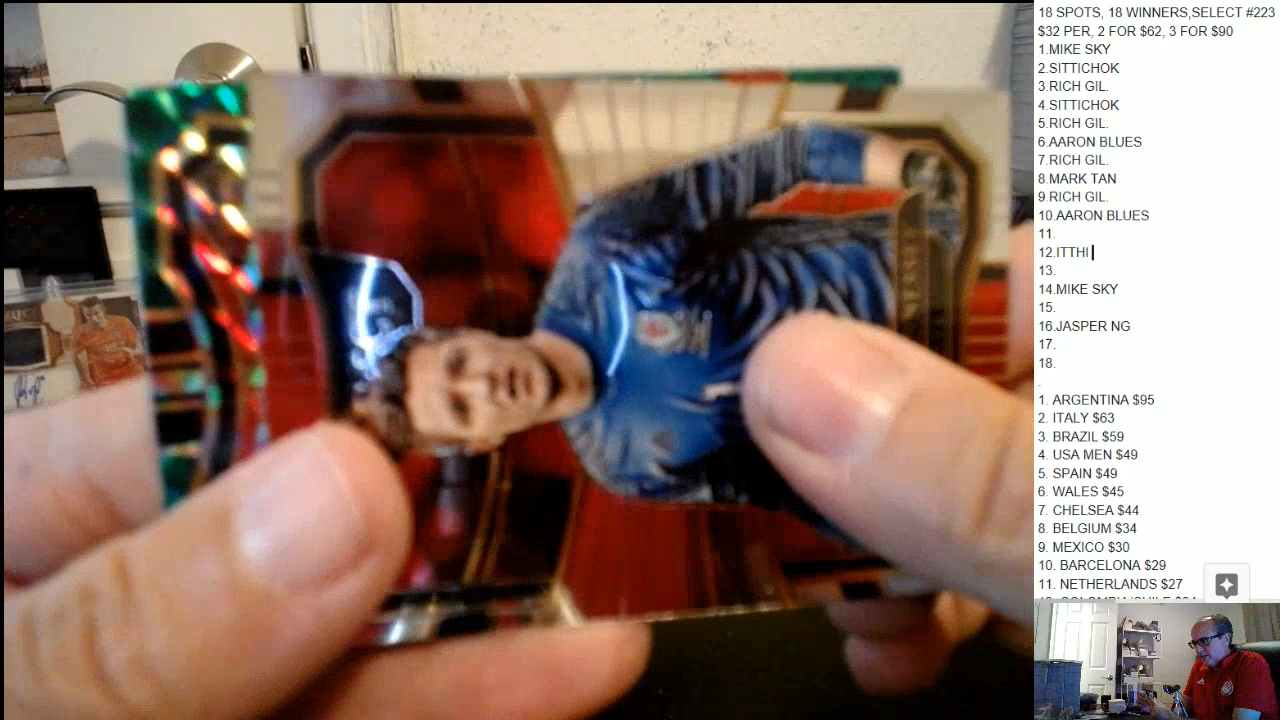 18 SPOTS, 18 WINNERS,SELECT #223
$32 PER, 2 FOR $62, 3 FOR $90
1.MIKE SKY
2.SITTICHOK
3.RICH GIL.
4.SITTICHOK
5.RICH GIL.
6.AARON BLUES
7.RICH GIL.
8.MARK TAN
9.RICH GIL.
10.AARON BLUES
11.
12.ITTHI
13.
14.MIKE SKY
15.
16.JASPER NG
17.
18.
.
1. ARGENTINA $95
2. ITALY $63
3. BRAZIL $59
4. USA MEN $49
5. SPAIN $49
6. WALES $45
7. CHELSEA $44
8. BELGIUM $34
9. MEXICO $30
10. BARCELONA $29
11. NETHERLANDS $27